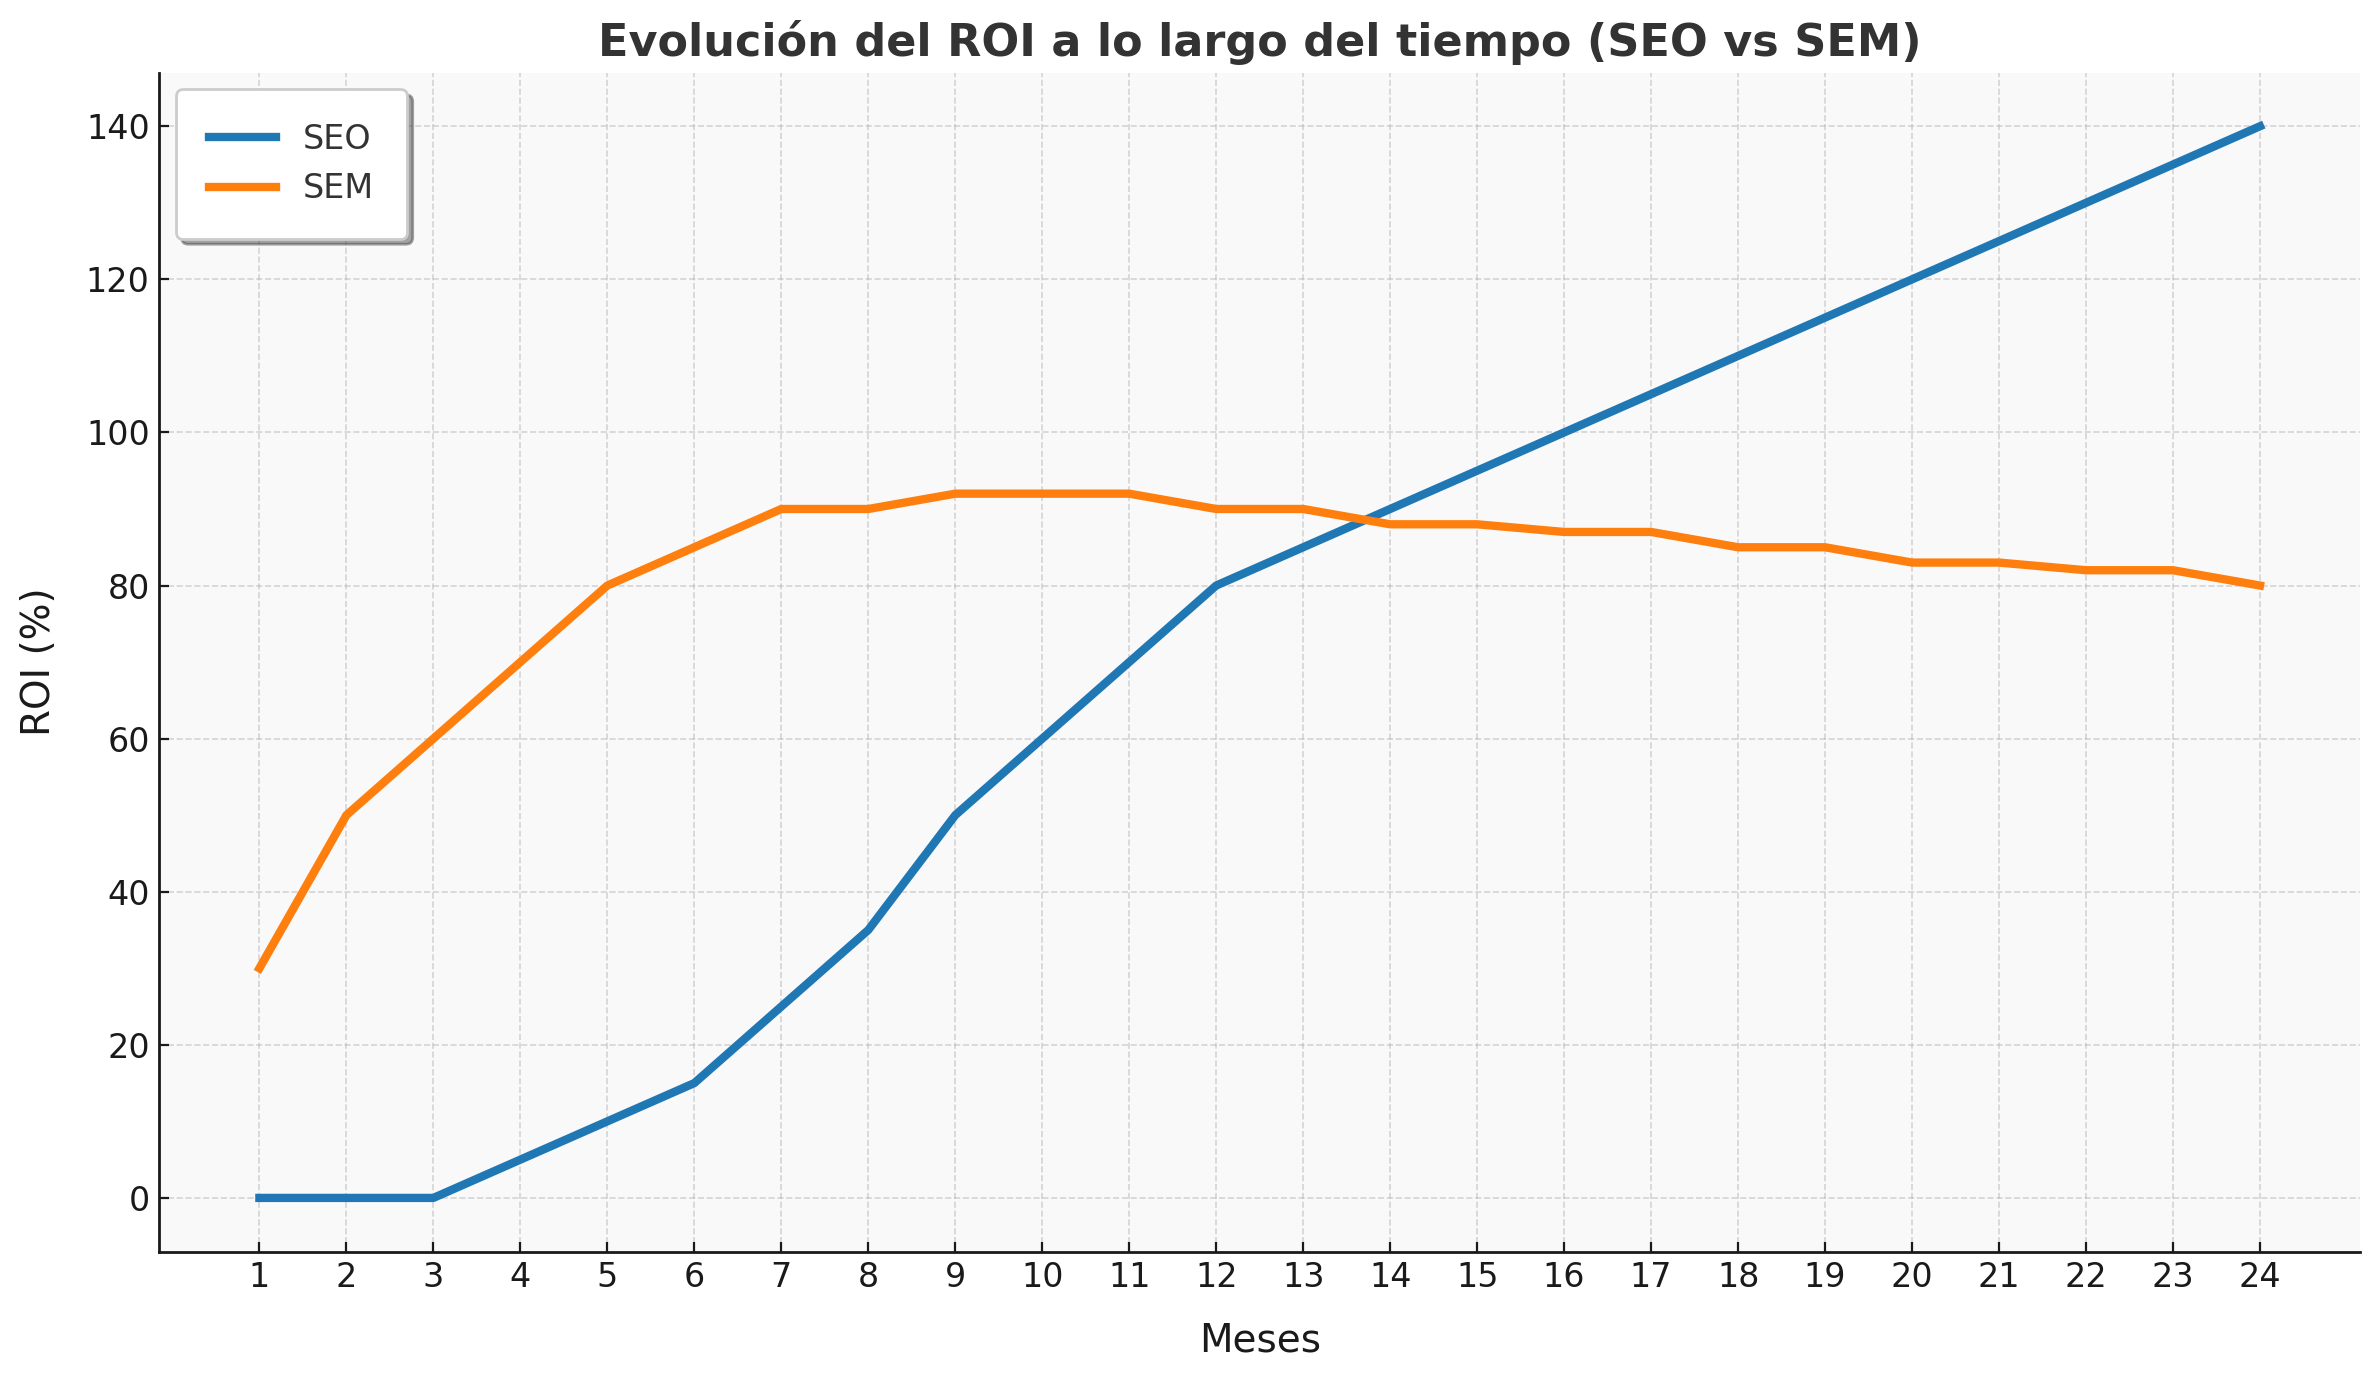 Evolución del ROI a lo largo del tiempo (SEO vs SEM)
SEO
SEM
140
120
100
80
60
40
20
0
ROI (%)
1 2 3 4 5 6 7 8 9 10 11 12 13 14 15 16 17 18 19 20 21 22 23 24
Meses